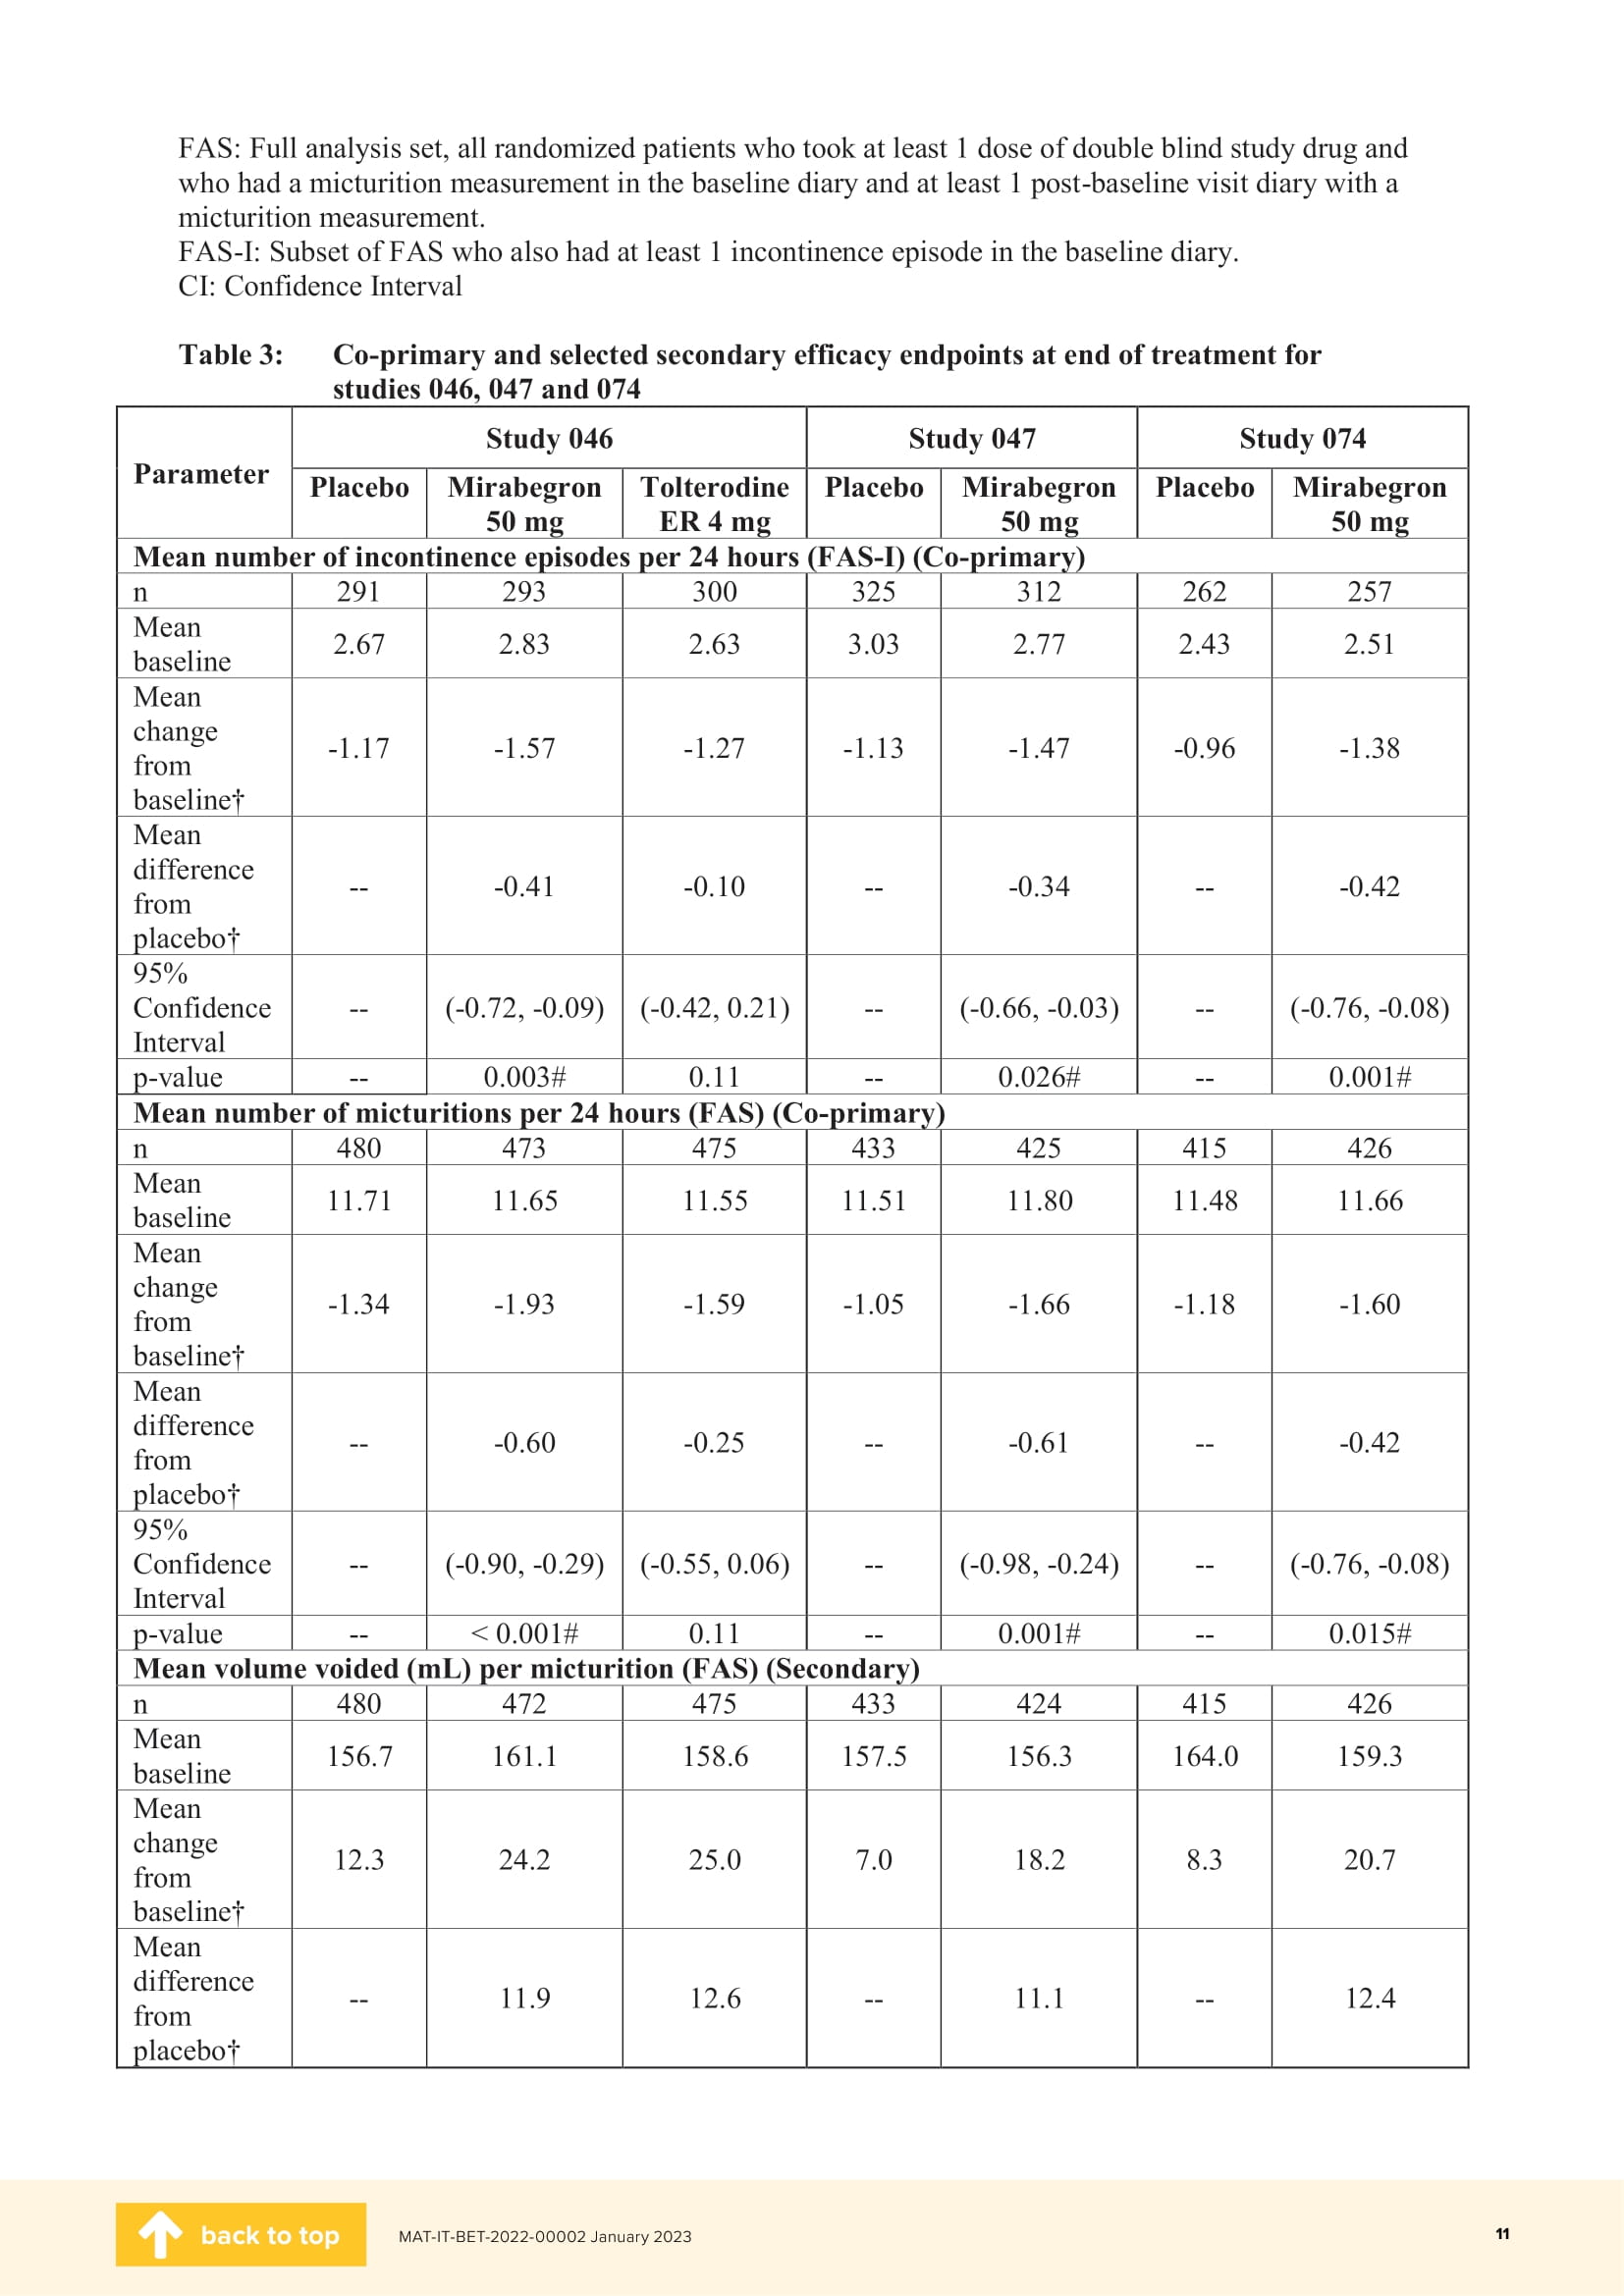 FAS: Full analysis set, all randomized patients who took at least 1 dose of double blind study drug and
who had a micturition measurement in the baseline diary and at least 1 post-baseline visit diary with a
micturition measurement.
FAS-I: Subset of FAS who also had at least 1 incontinence episode in the baseline diary.
CI: Confidence Interval
Table 3: Co-primary and selected secondary efficacy endpoints at end of treatment for
studies 046, 047 and 074
Parameter
Study 046 Study 047 Study 074
Placebo Mirabegron Tolterodine Placebo Mirabegron Placebo Mirabegron
50 mg ER 4 mg 50 mg 50 mg
Mean number of incontinence episodes per 24 hours (FAS-I) (Co-primary)
n 291 293 300 325 312 262 257
Mean
baseline
2.67 2.83 2.63 3.03 2.77 2.43 2.51
Mean
change
from
baseline†
-1.17 -1.57 -1.27 -1.13 -1.47 -0.96 -1.38
Mean
difference
from
placebo†
-- -0.41 -0.10 -- -0.34 -- -0.42
95%
Confidence
Interval
-- (-0.72, -0.09) (-0.42, 0.21) -- (-0.66, -0.03) -- (-0.76, -0.08)
p-value -- 0.003# 0.11 -- 0.026# -- 0.001#
Mean number of micturitions per 24 hours (FAS) (Co-primary)
n 480 473 475 433 425 415 426
Mean
baseline
11.71 11.65 11.55 11.51 11.80 11.48 11.66
Mean
change
from
baseline†
-1.34 -1.93 -1.59 -1.05 -1.66 -1.18 -1.60
Mean
difference
from
placebo†
-- -0.60 -0.25 -- -0.61 -- -0.42
95%
Confidence
Interval
-- (-0.90, -0.29) (-0.55, 0.06) -- (-0.98, -0.24) -- (-0.76, -0.08)
p-value -- < 0.001# 0.11 -- 0.001# -- 0.015#
Mean volume voided (mL) per micturition (FAS) (Secondary)
n 480 472 475 433 424 415 426
Mean
baseline
156.7 161.1 158.6 157.5 156.3 164.0 159.3
Mean
change
from
baseline†
12.3 24.2 25.0 7.0 18.2 8.3 20.7
Mean
difference
from
placebo†
-- 11.9 12.6 -- 11.1 -- 12.4
back to top MAT-IT-BET-2022-00002 January 2023 11